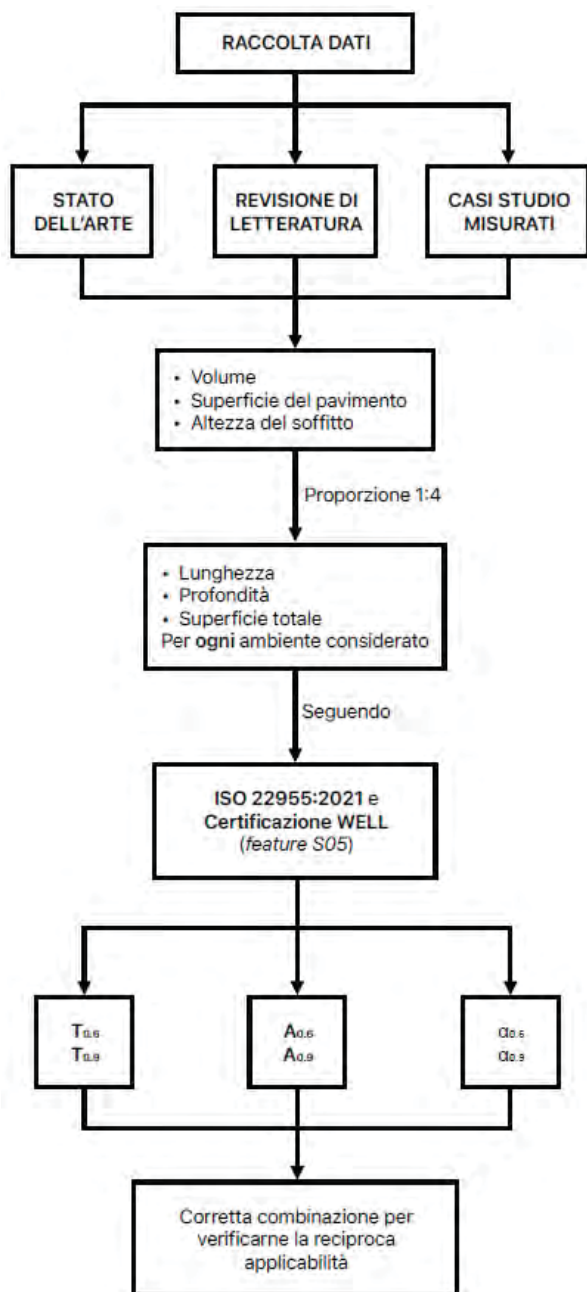 RACCOLTA DATI
STATO
DELL'ARTE
REVISIONE DI
LETTERATURA
CASI STUDIO
MISURATI
• Volume
• Superficie del pavimento
• Altezza del soffitto
Proporzione 1:4
• Lunghezza
• Profondità
• Superficie totale
Per ogni ambiente considerato
Seguendo
ISO 22955:2021 e
Certificazione WELL
(feature S05)
T0.6
T0.9
A0.6
A0.9
α0.6
α0.9
Corretta combinazione per
verificarne la reciproca
applicabilità